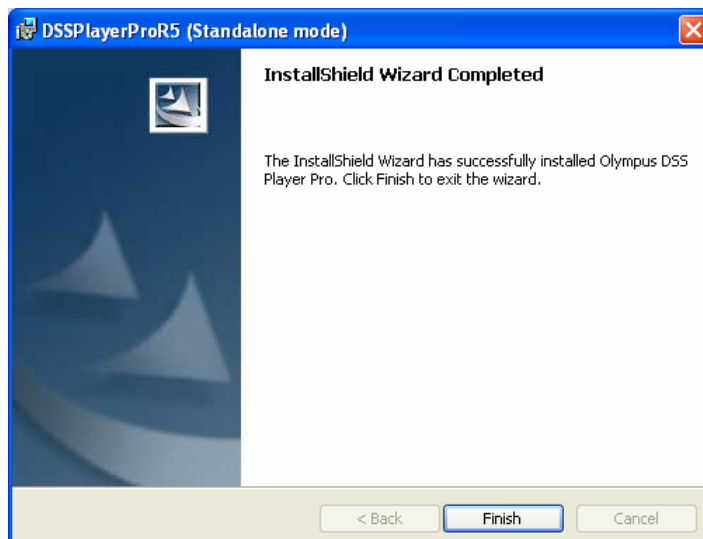 DSSPlayerProR5 (Standalone mode)
InstallShield Wizard Completed
The InstallShield Wizard has successfully installed Olympus DSS
Player Pro. Click Finish to exit the wizard.
< Back Finish Cancel